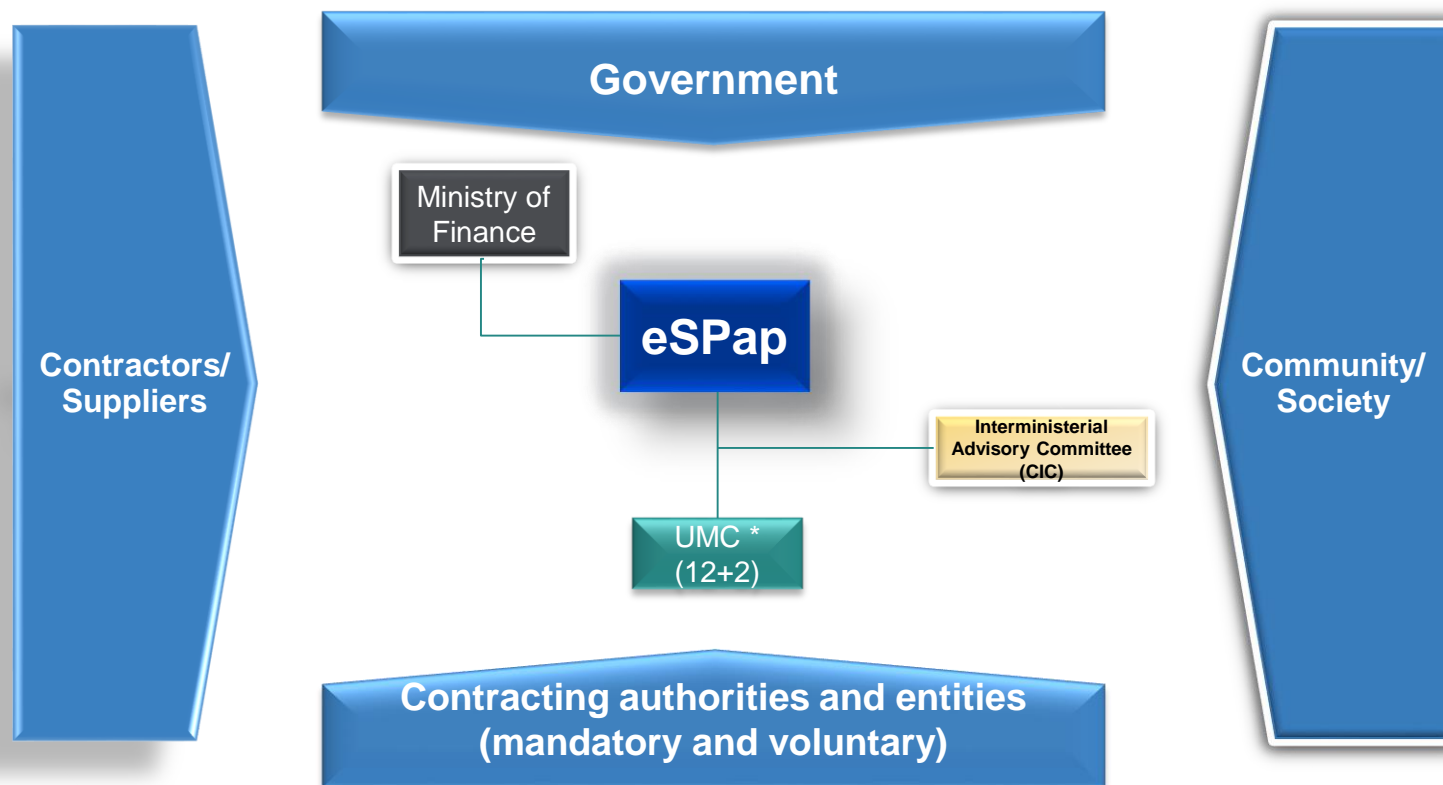 Government
Ministry of
Finance
eSPap
Contractors/
Suppliers
Community/
Society
Interministerial
Advisory Committee
(CIC)
UMC *
(12+2)
Contracting authorities and entities
(mandatory and voluntary)